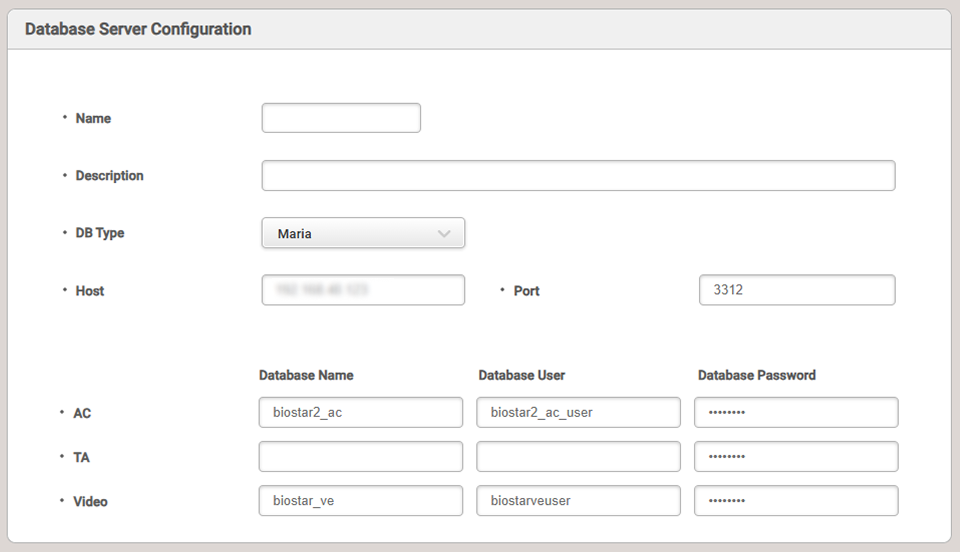 Database Server Configuration
• Name
• Description
• DB Type Maria
• Host • Port 3312
Database Name Database User Database Password
• AC biostar2_ac biostar2_ac_user ••••••••
• TA ••••••••
• Video biostar_ve biostarveuser ••••••••